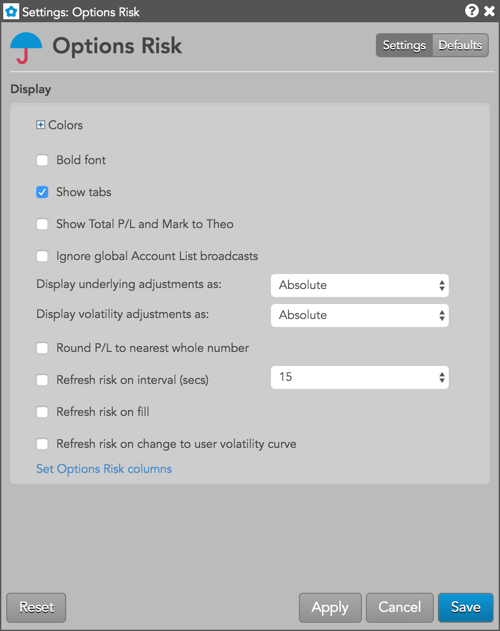 Settings: Options Risk
Options Risk
Settings Defaults
Display
Colors
Bold font
Show tabs
Show Total P/L and Mark to Theo
Ignore global Account List broadcasts
Display underlying adjustments as: Absolute
Display volatility adjustments as: Absolute
Round P/L to nearest whole number
Refresh risk on interval (secs) 15
Refresh risk on fill
Refresh risk on change to user volatility curve
Set Options Risk columns
Reset Apply Cancel Save